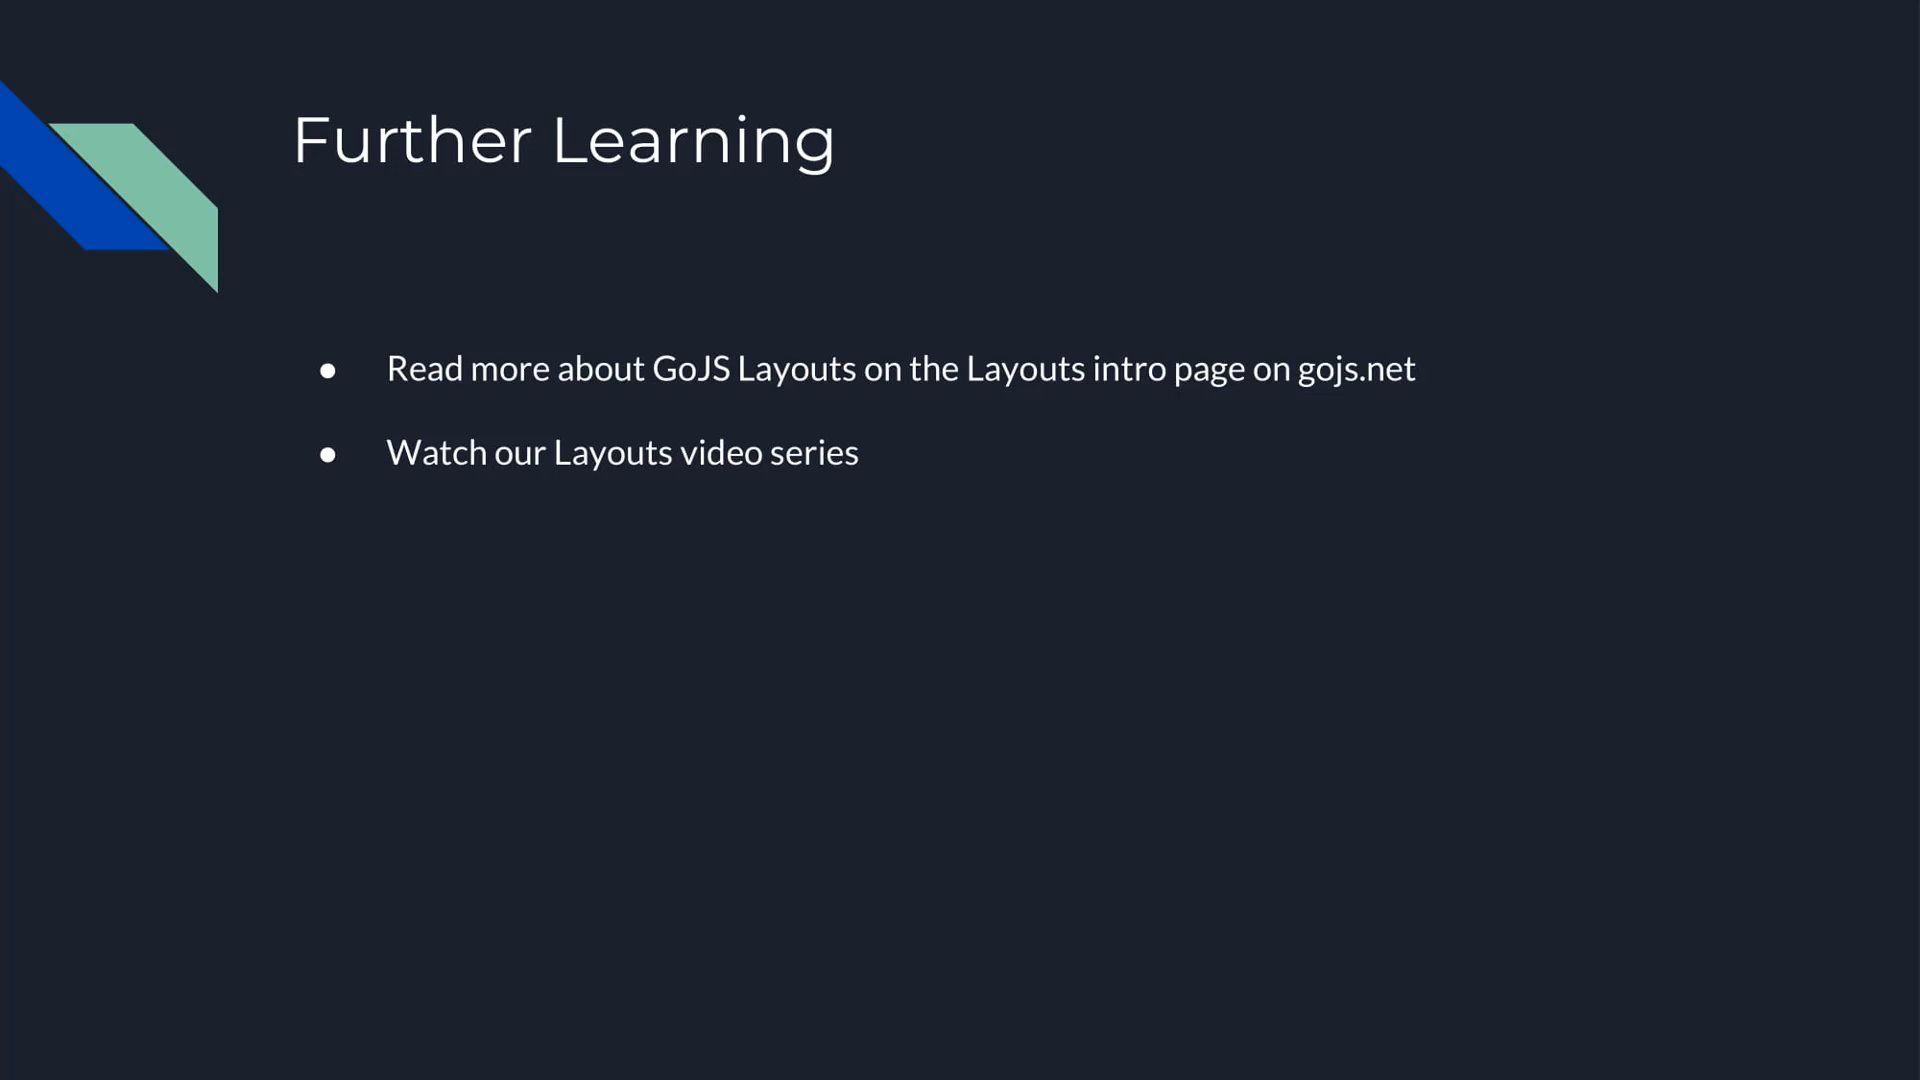 Further Learning
● Read more about GoJS Layouts on the Layouts intro page on gojs.net
● Watch our Layouts video series